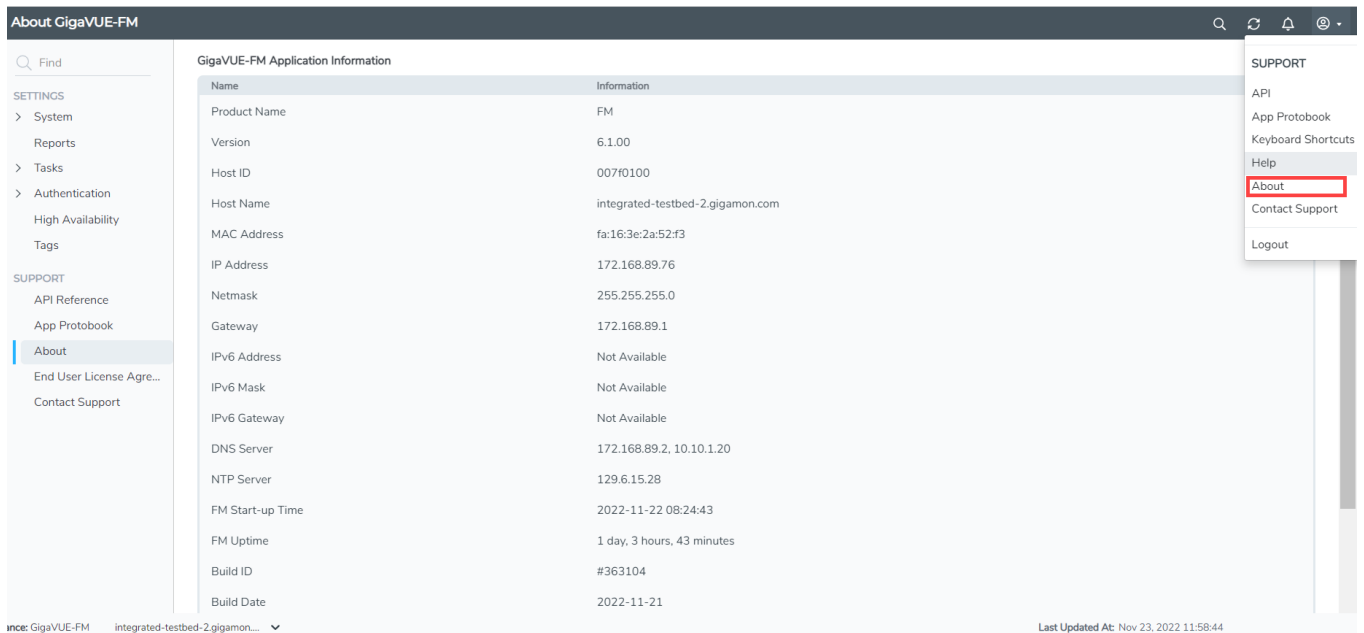 About GigaVUE-FM
Find
SETTINGS
System
Reports
Tasks
Authentication
High Availability
Tags
SUPPORT
API Reference
App Protobook
About
End User License Agre...
Contact Support
GigaVUE-FM Application Information
Name Information
Product Name FM
Version 6.1.00
Host ID 007f0100
Host Name integrated-testbed-2.gigamon.com
MAC Address fa:16:3e:2a:52:f3
IP Address 172.168.89.76
Netmask 255.255.255.0
Gateway 172.168.89.1
IPv6 Address Not Available
IPv6 Mask Not Available
IPv6 Gateway Not Available
DNS Server 172.168.89.2, 10.10.1.20
NTP Server 129.6.15.28
FM Start-up Time 2022-11-22 08:24:43
FM Uptime 1 day, 3 hours, 43 minutes
Build ID #363104
Build Date 2022-11-21
SUPPORT
API
App Protobook
Keyboard Shortcuts
Help
About
Contact Support
Logout
ance: GigaVUE-FM integrated-testbed-2.gigamon.... Last Updated At: Nov 23, 2022 11:58:44